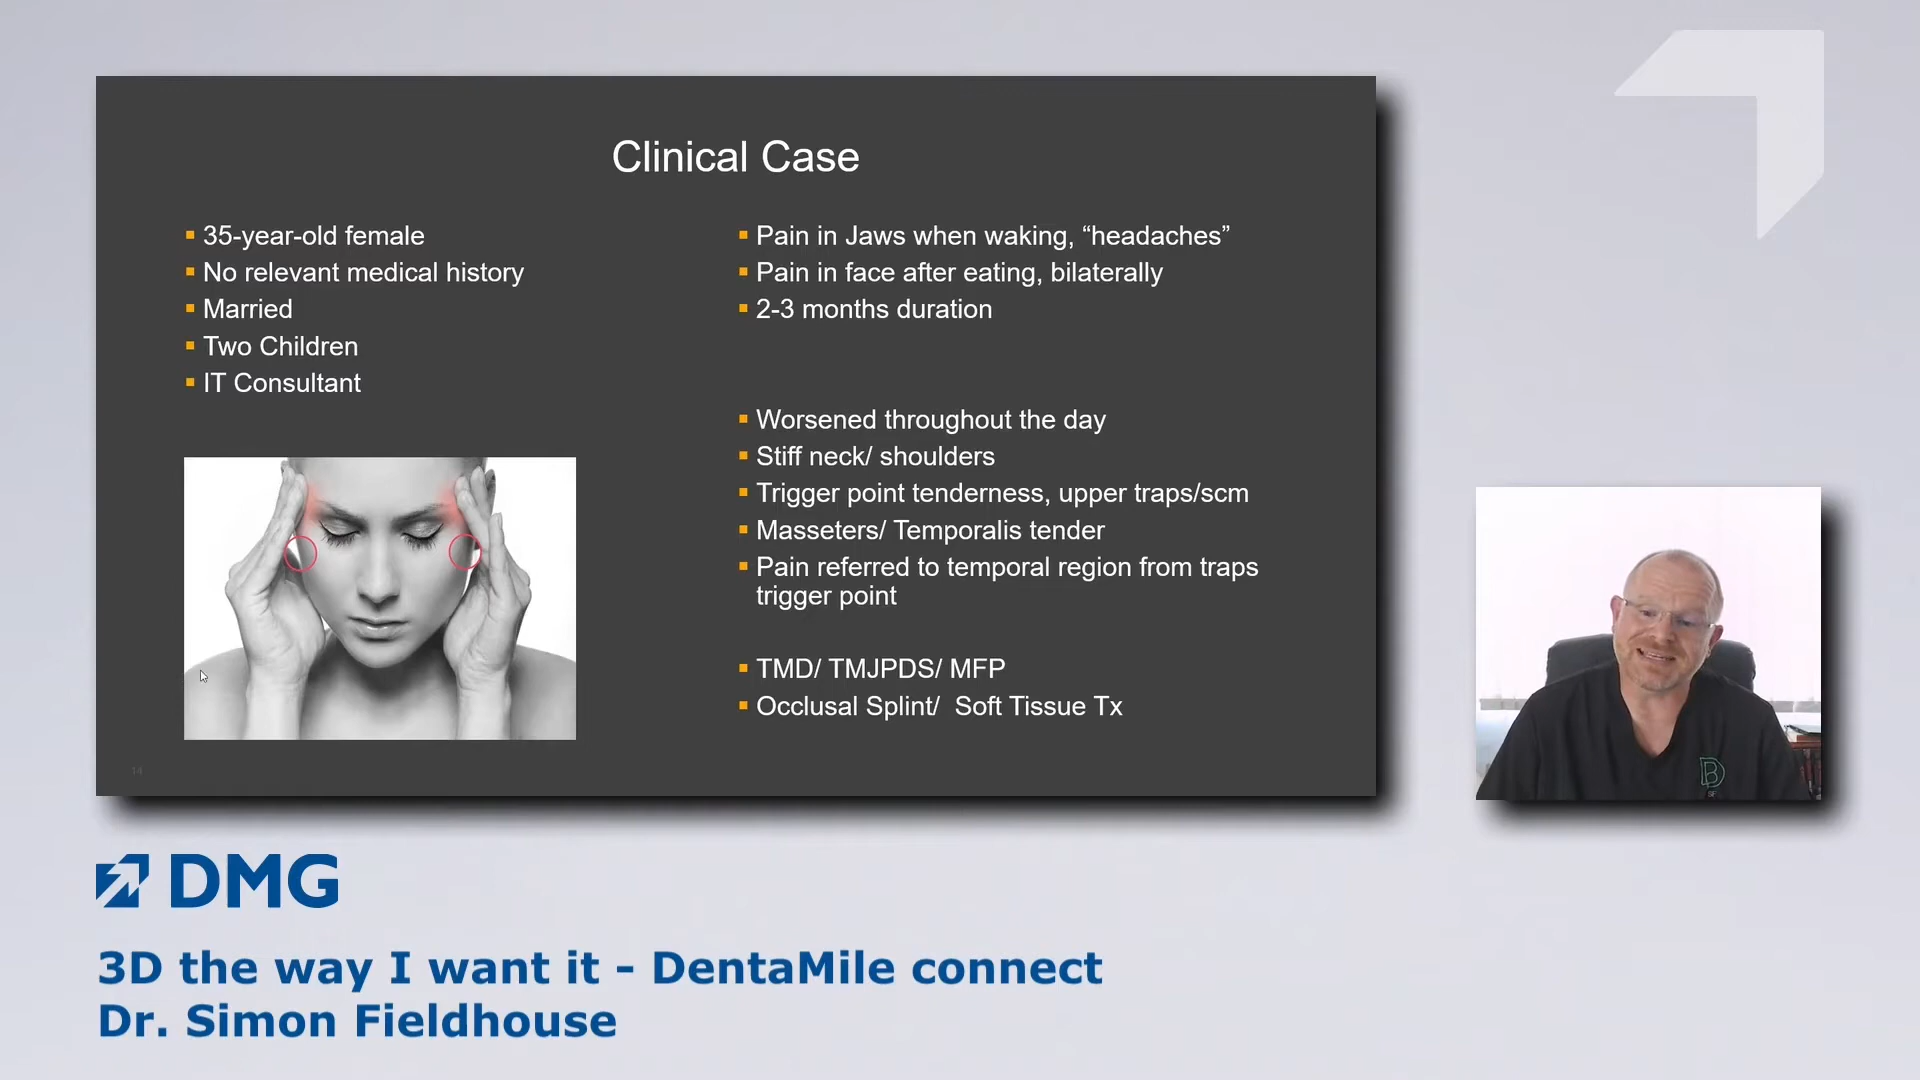 Clinical Case
35-year-old female
No relevant medical history
Married
Two Children
IT Consultant
Pain in Jaws when waking, “headaches”
Pain in face after eating, bilaterally
2-3 months duration
Worsened throughout the day
Stiff neck/ shoulders
Trigger point tenderness, upper traps/scm
Masseters/ Temporalis tender
Pain referred to temporal region from traps
trigger point
TMD/ TMJPDS/ MFP
Occlusal Splint/  Soft Tissue Tx
14
DMG
3D the way I want it - DentaMile connect
Dr. Simon Fieldhouse